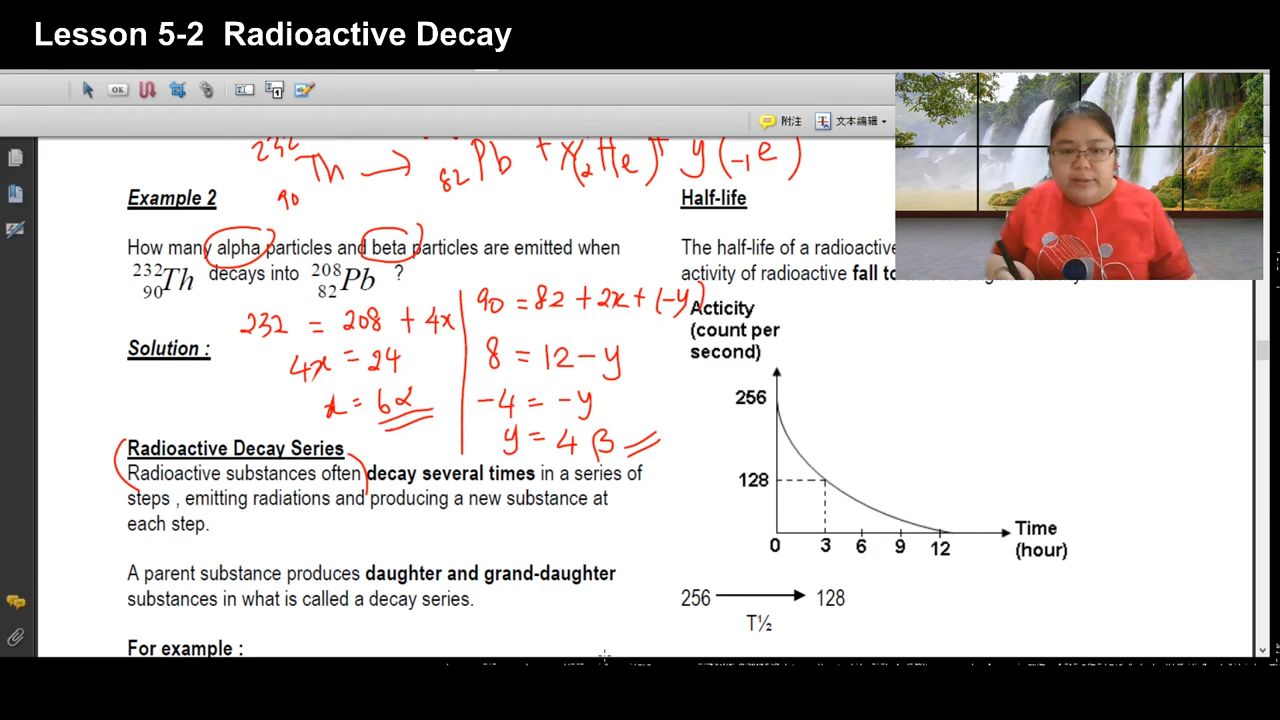 Lesson 5-2 Radioactive Decay
OK
1
附注
文本编辑
232 Th → Pb + x(2 He) + y(-1 e)
90 82
Example 2
How many alpha particles and beta particles are emitted when
232 90 Th decays into 208 82 Pb ?
232 = 208 + 4x
4x = 24
x = 6α
90 = 82 + 2x + (-y)
8 = 12 - y
-4 = -y
y = 4 β
Solution :
Radioactive Decay Series
Radioactive substances often decay several times in a series of
steps , emitting radiations and producing a new substance at
each step.
A parent substance produces daughter and grand-daughter
substances in what is called a decay series.
For example :
Half-life
The half-life of a radioactive
activity of radioactive fall to
Acticity
(count per
second)
256
128
0 3 6 9 12
Time
(hour)
256 → 128
T½